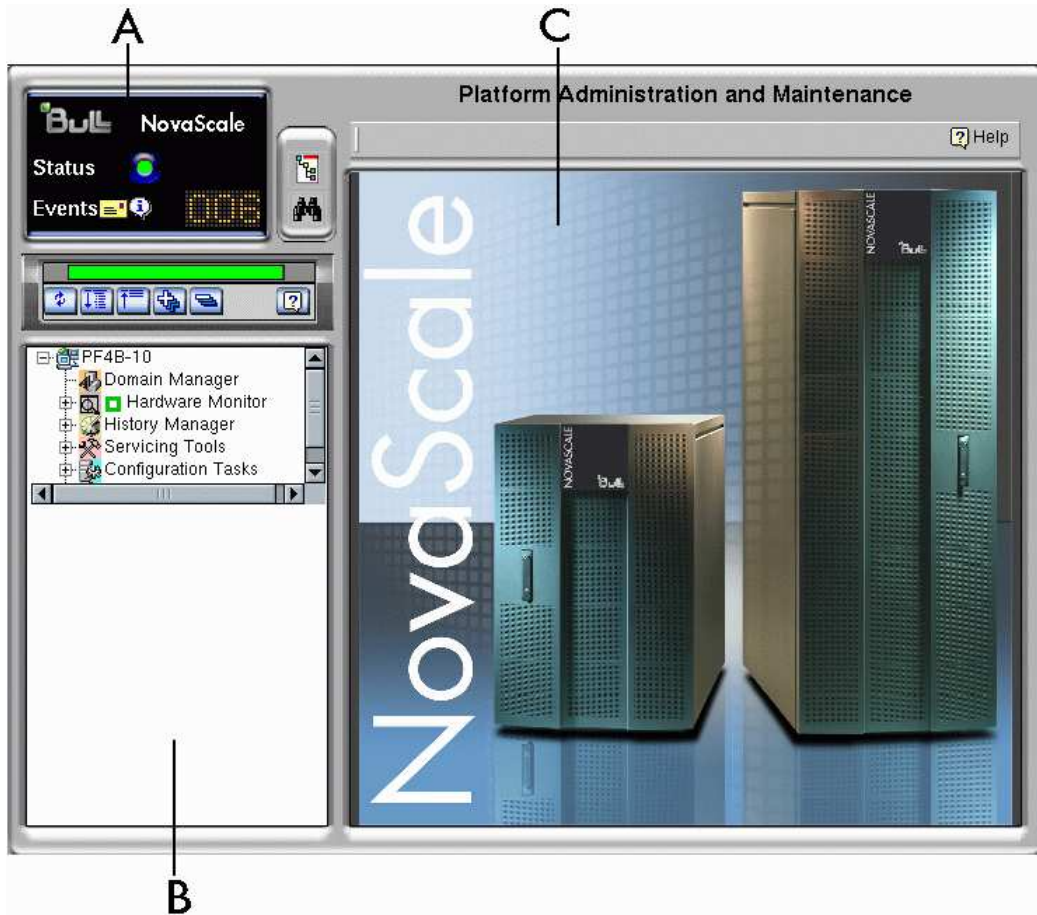 A
C
Platform Administration and Maintenance
Bull NovaScale
Status
Events
006
Help
PF4B-10
Domain Manager
Hardware Monitor
History Manager
Servicing Tools
Configuration Tasks
NovaScale
NOVASCALE
Bull
NOVASCALE
Bull
B